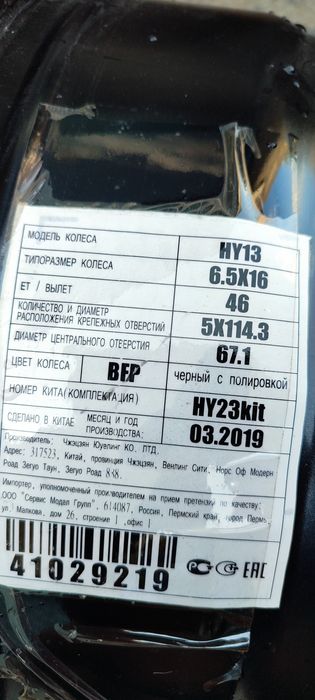 МОДЕЛЬ КОЛЕСА HY13
ТИПОРАЗМЕР КОЛЕСА 6.5X16
ET / ВЫЛЕТ 46
КОЛИЧЕСТВО И ДИАМЕТР
РАСПОЛОЖЕНИЯ КРЕПЕЖНЫХ ОТВЕРСТИЙ 5X114.3
ДИАМЕТР ЦЕНТРАЛЬНОГО ОТВЕРСТИЯ 67.1
ЦВЕТ КОЛЕСА BFP черный с полировкой
НОМЕР КИТА(КОМПЛЕКТАЦИЯ) HY23kit
СДЕЛАНО В КИТАЕ МЕСЯЦ И ГОД
ПРОИЗВОДСТВА: 03.2019
Производитель: Чжэцзян Юуелинг КО. ЛТД.
Адрес: 317523, Китай, провинция Чжэцзян, Венлинг Сити, Норс Оф Модерн
Роад Зегуо Таун, Зегуо Роад 888.
Импортер, уполномоченный производителем на прием претензий по качеству:
ООО "Сервис Модал Групп", 614087, Россия, Пермский край, город Пермь
ул. Малкова, дом 26, строение 1, офис 1
41029219
РСТ EAC